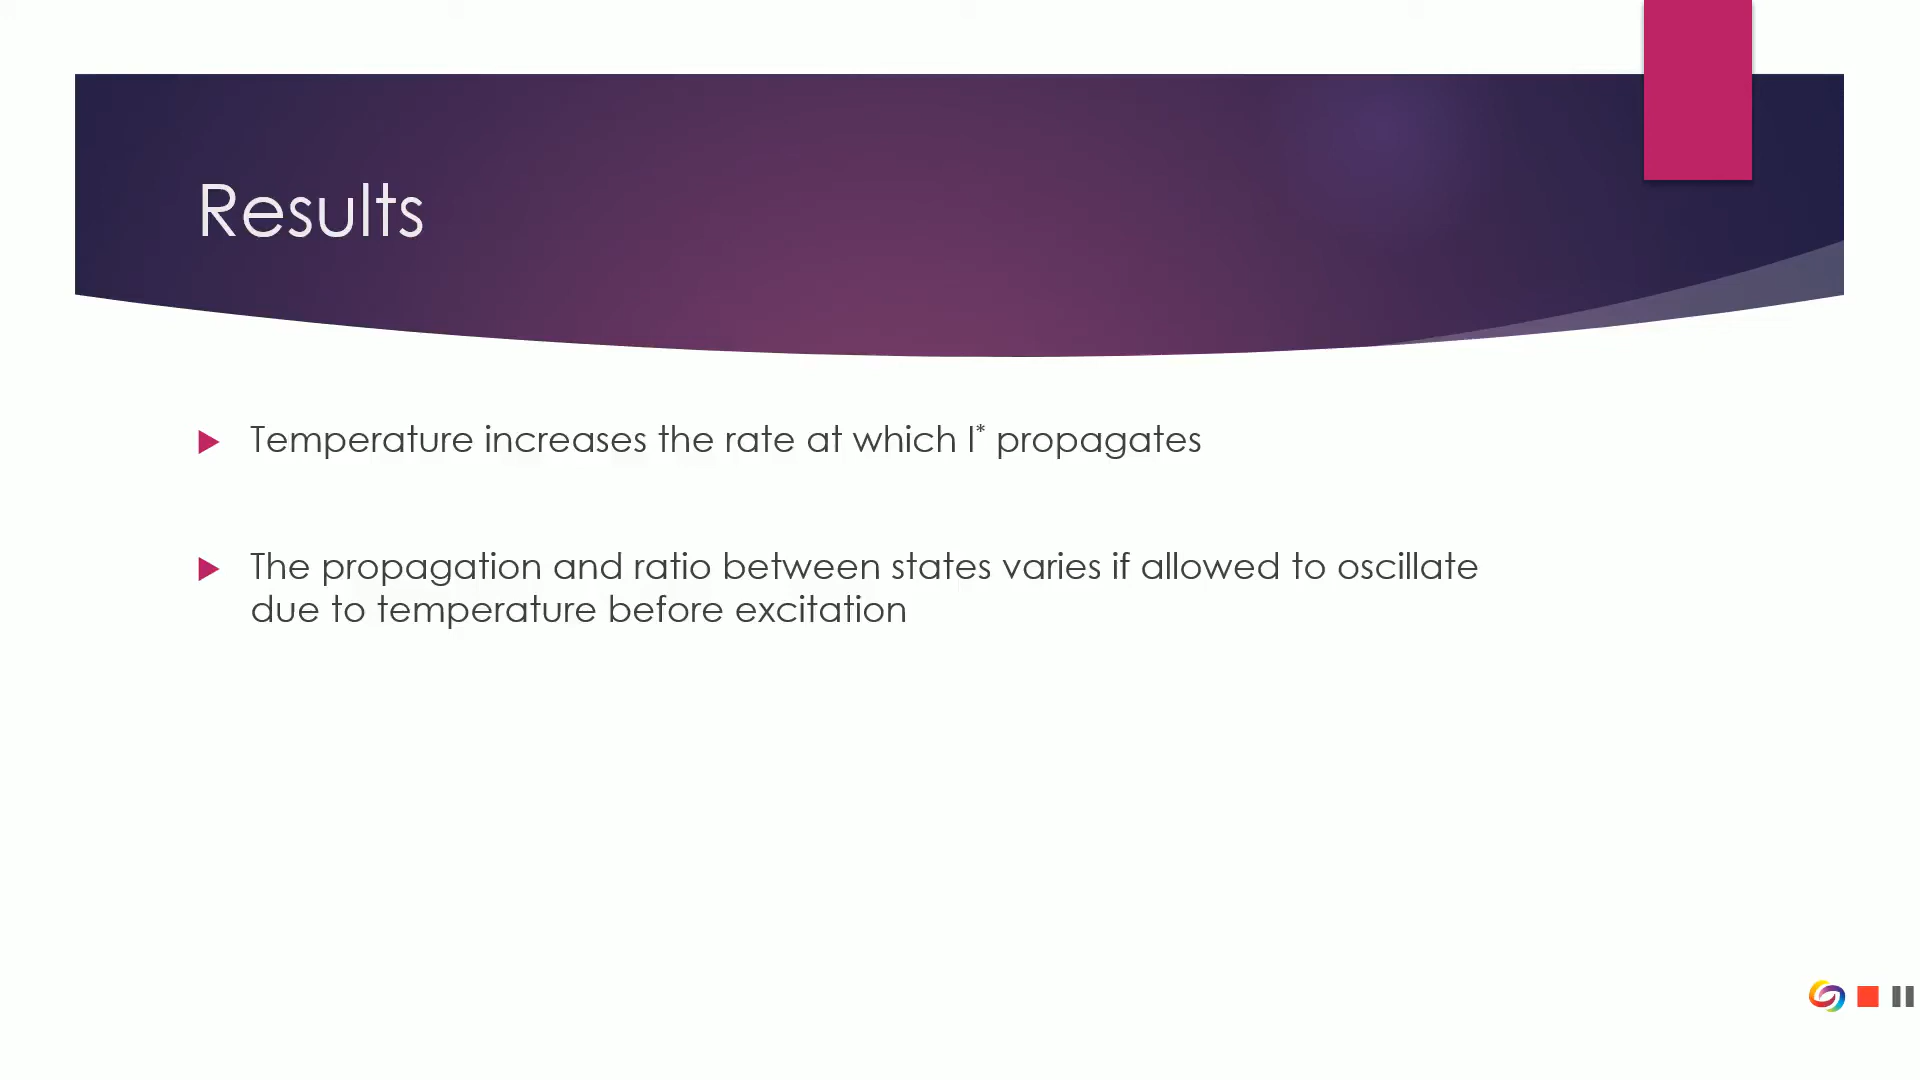 Results
Temperature increases the rate at which I* propagates
The propagation and ratio between states varies if allowed to oscillate
due to temperature before excitation